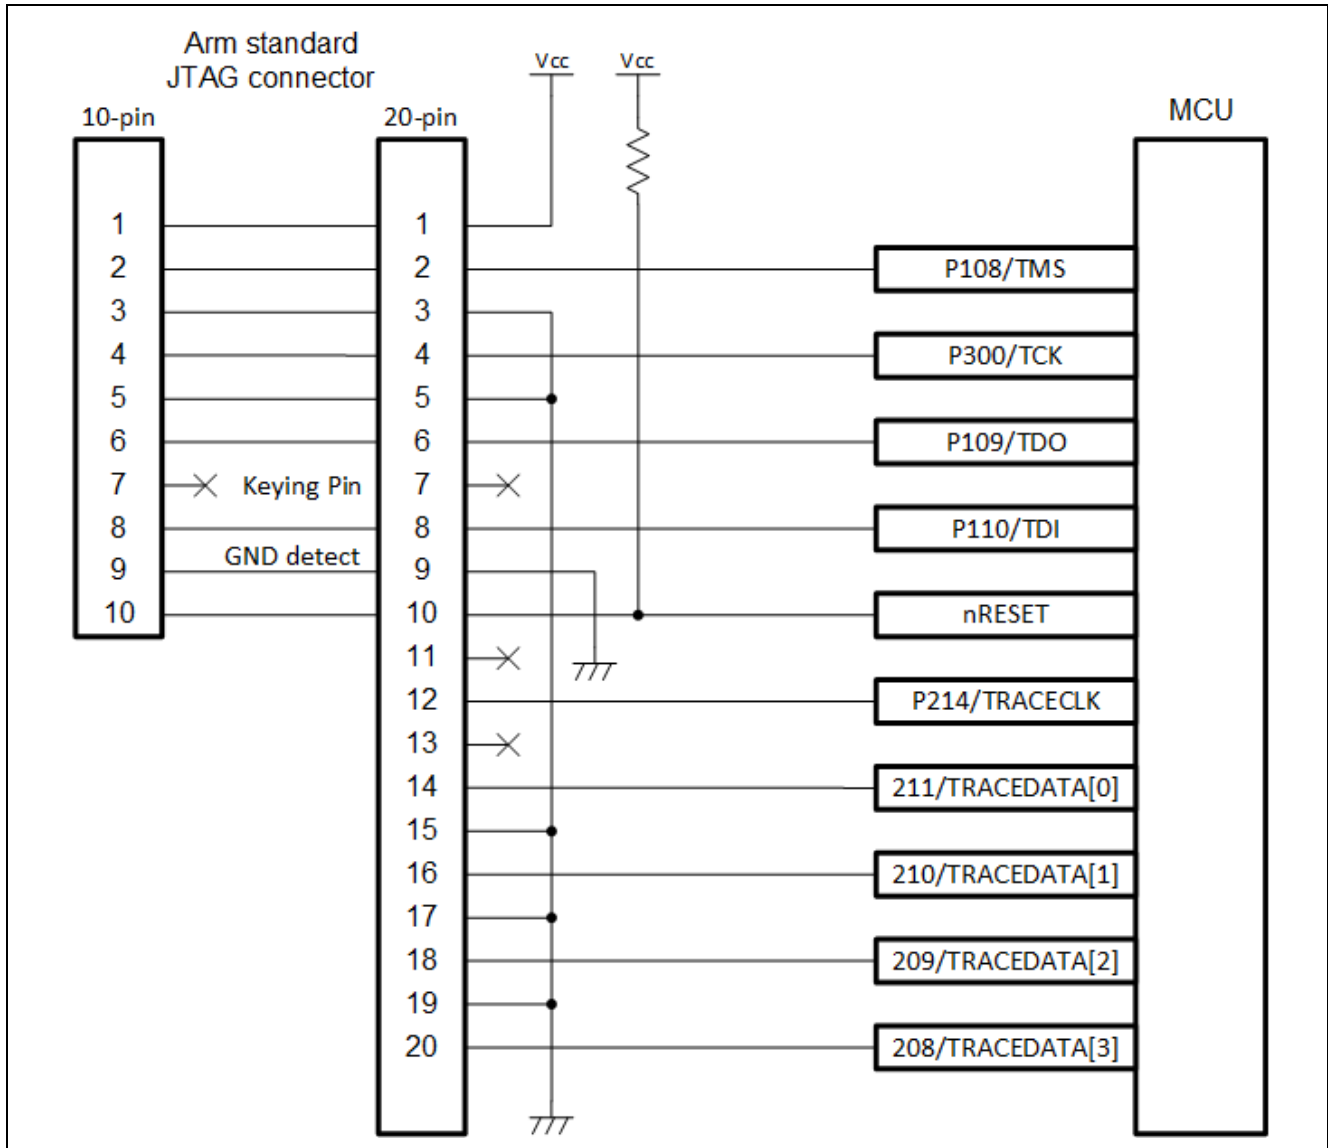 Arm standard
JTAG connector
10-pin
20-pin
Vcc
Vcc
MCU
1
1
2
2
P108/TMS
3
3
4
4
P300/TCK
5
5
6
6
P109/TDO
7
Keying Pin
7
8
8
P110/TDI
GND detect
9
9
10
10
nRESET
11
12
P214/TRACECLK
13
14
211/TRACEDATA[0]
15
16
210/TRACEDATA[1]
17
18
209/TRACEDATA[2]
19
20
208/TRACEDATA[3]